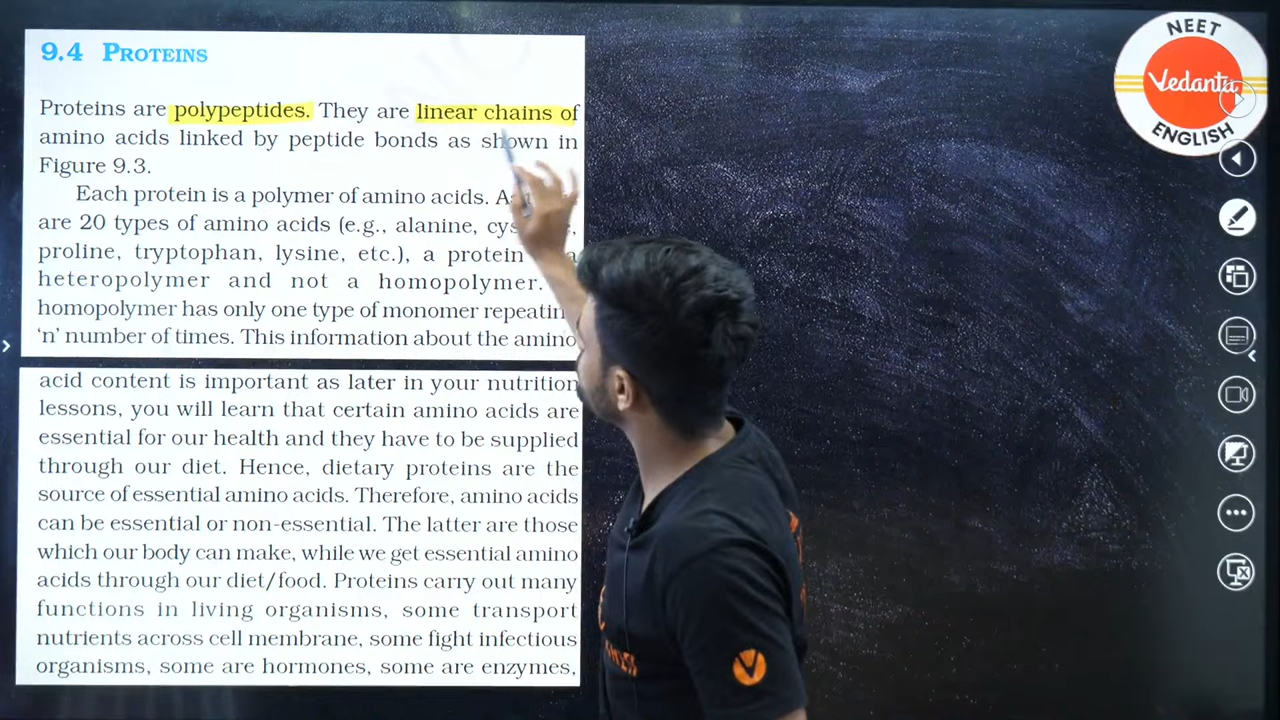 9.4 PROTEINS
Proteins are polypeptides. They are linear chains of
amino acids linked by peptide bonds as shown in
Figure 9.3.
Each protein is a polymer of amino acids.
are 20 types of amino acids (e.g., alanine,
proline, tryptophan, lysine, etc.), a protein
heteropolymer and not a homopolymer.
homopolymer has only one type of monomer
'n' number of times. This information about the amino
acid content is important as later in your nutrition
lessons, you will learn that certain amino acids are
essential for our health and they have to be supplied
through our diet. Hence, dietary proteins are the
source of essential amino acids. Therefore, amino acids
can be essential or non-essential. The latter are those
which our body can make, while we get essential amino
acids through our diet/food. Proteins carry out many
functions in living organisms, some transport
nutrients across cell membrane, some fight infectious
organisms, some are hormones, some are enzymes,
NEET
Vedantu
ENGLISH